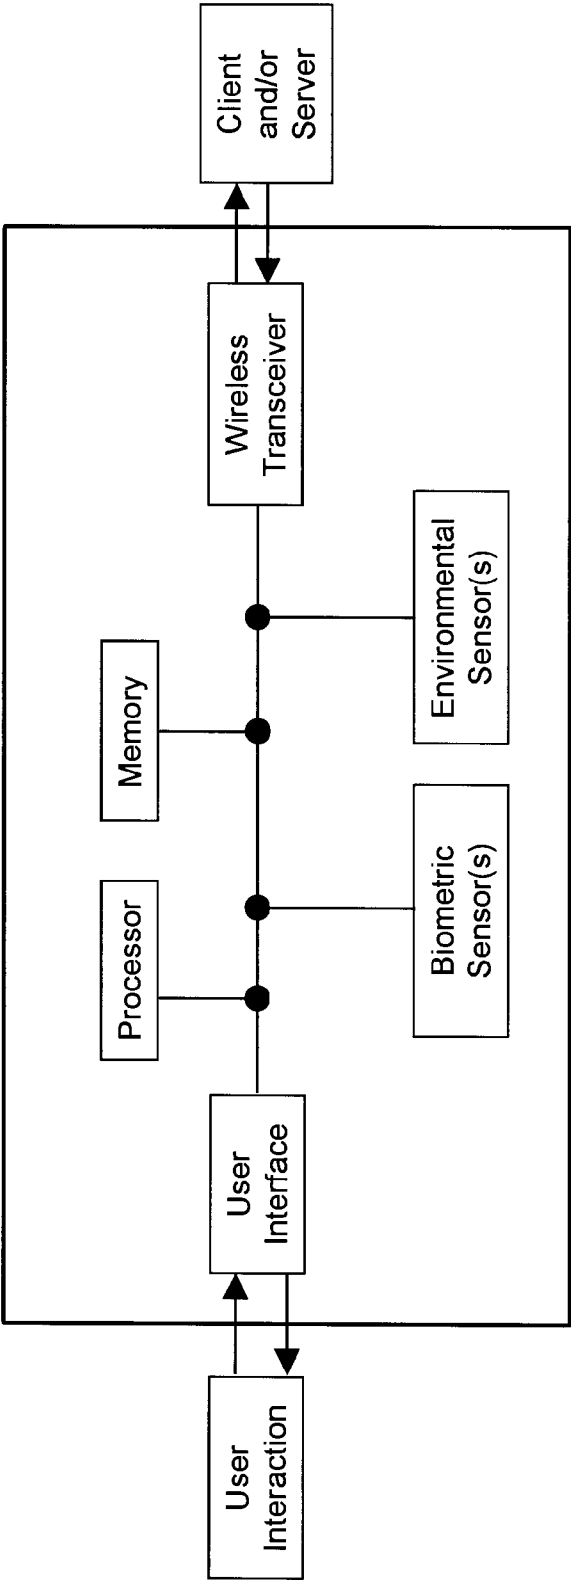 Processor
Memory
User
Interaction
User
Interface
Wireless
Transceiver
Client
and/or
Server
Biometric
Sensor(s)
Environmental
Sensor(s)